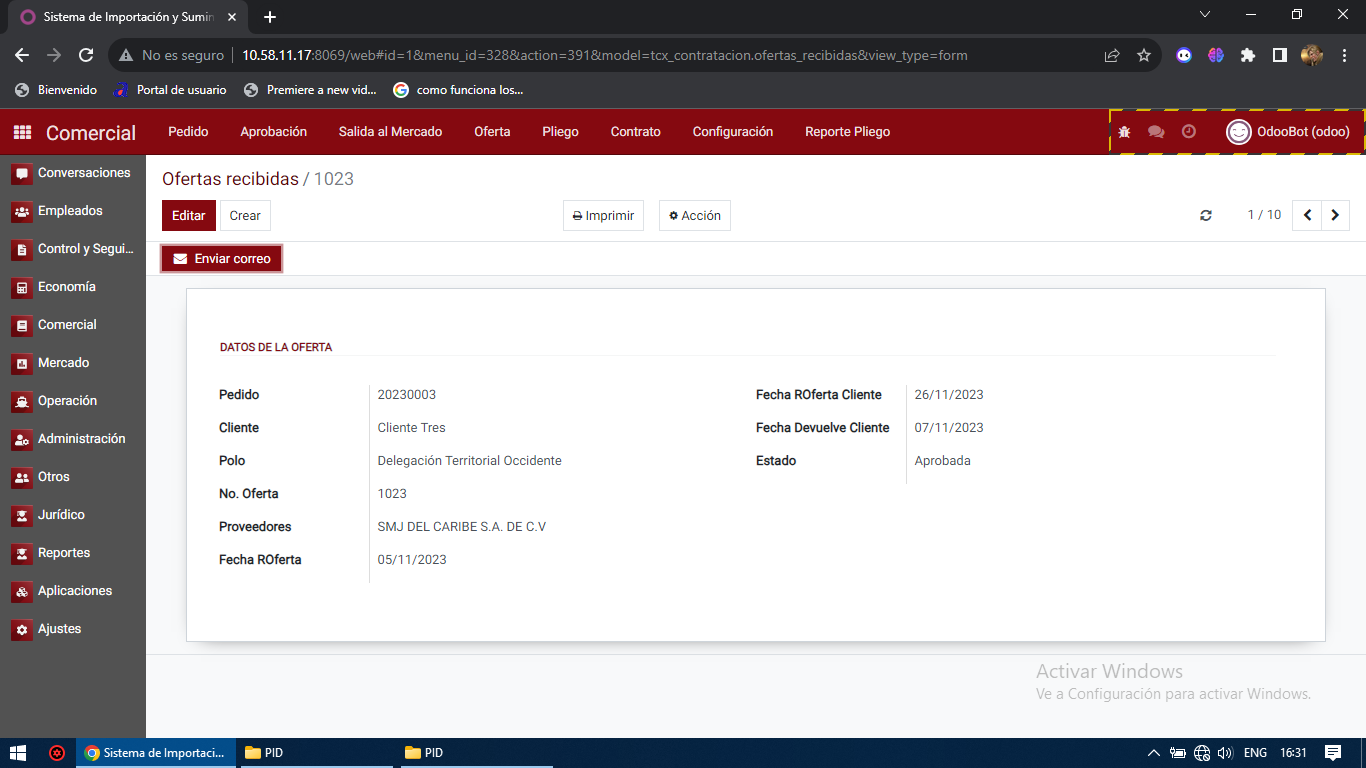 Sistema de Importación y Sumin
No es seguro
10.58.11.17:8069/web#id=1&menu_id=328&action=391&model=tcx_contratacion.ofertas_recibidas&view_type=form
Bienvenido
Portal de usuario
Premiere a new vid...
como funciona los...
Comercial
Pedido
Aprobación
Salida al Mercado
Oferta
Pliego
Contrato
Configuración
Reporte Pliego
OdooBot (odoo)
Conversaciones
Empleados
Control y Segui...
Economía
Comercial
Mercado
Operación
Administración
Otros
Jurídico
Reportes
Aplicaciones
Ajustes
Ofertas recibidas / 1023
Editar
Crear
Imprimir
Acción
1 / 10
Enviar correo
DATOS DE LA OFERTA
Pedido 20230003
Cliente Cliente Tres
Polo Delegación Territorial Occidente
No. Oferta 1023
Proveedores SMJ DEL CARIBE S.A. DE C.V
Fecha ROferta 05/11/2023
Fecha ROferta Cliente 26/11/2023
Fecha Devuelve Cliente 07/11/2023
Estado Aprobada
Activar Windows
Ve a Configuración para activar Windows.
Sistema de Importaci...
PID
PID
ENG
16:31